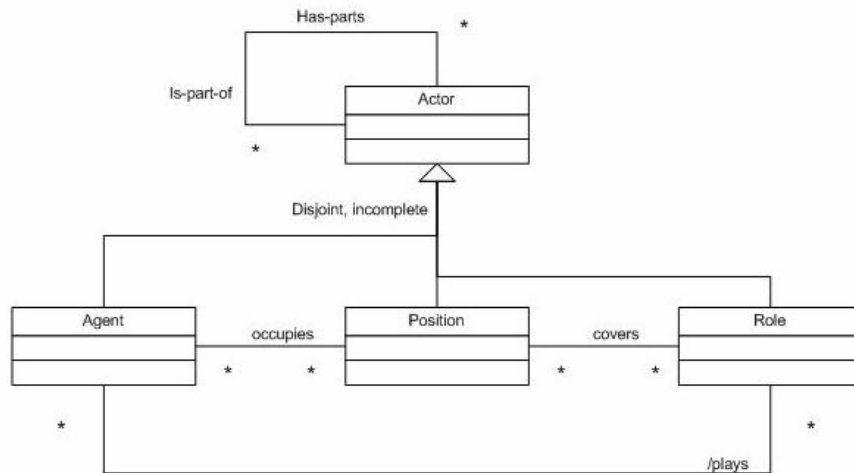 Has-parts
*
Is-part-of
Actor
*
Disjoint, incomplete
Agent
Position
Role
occupies
covers
* * * *
* *
/plays